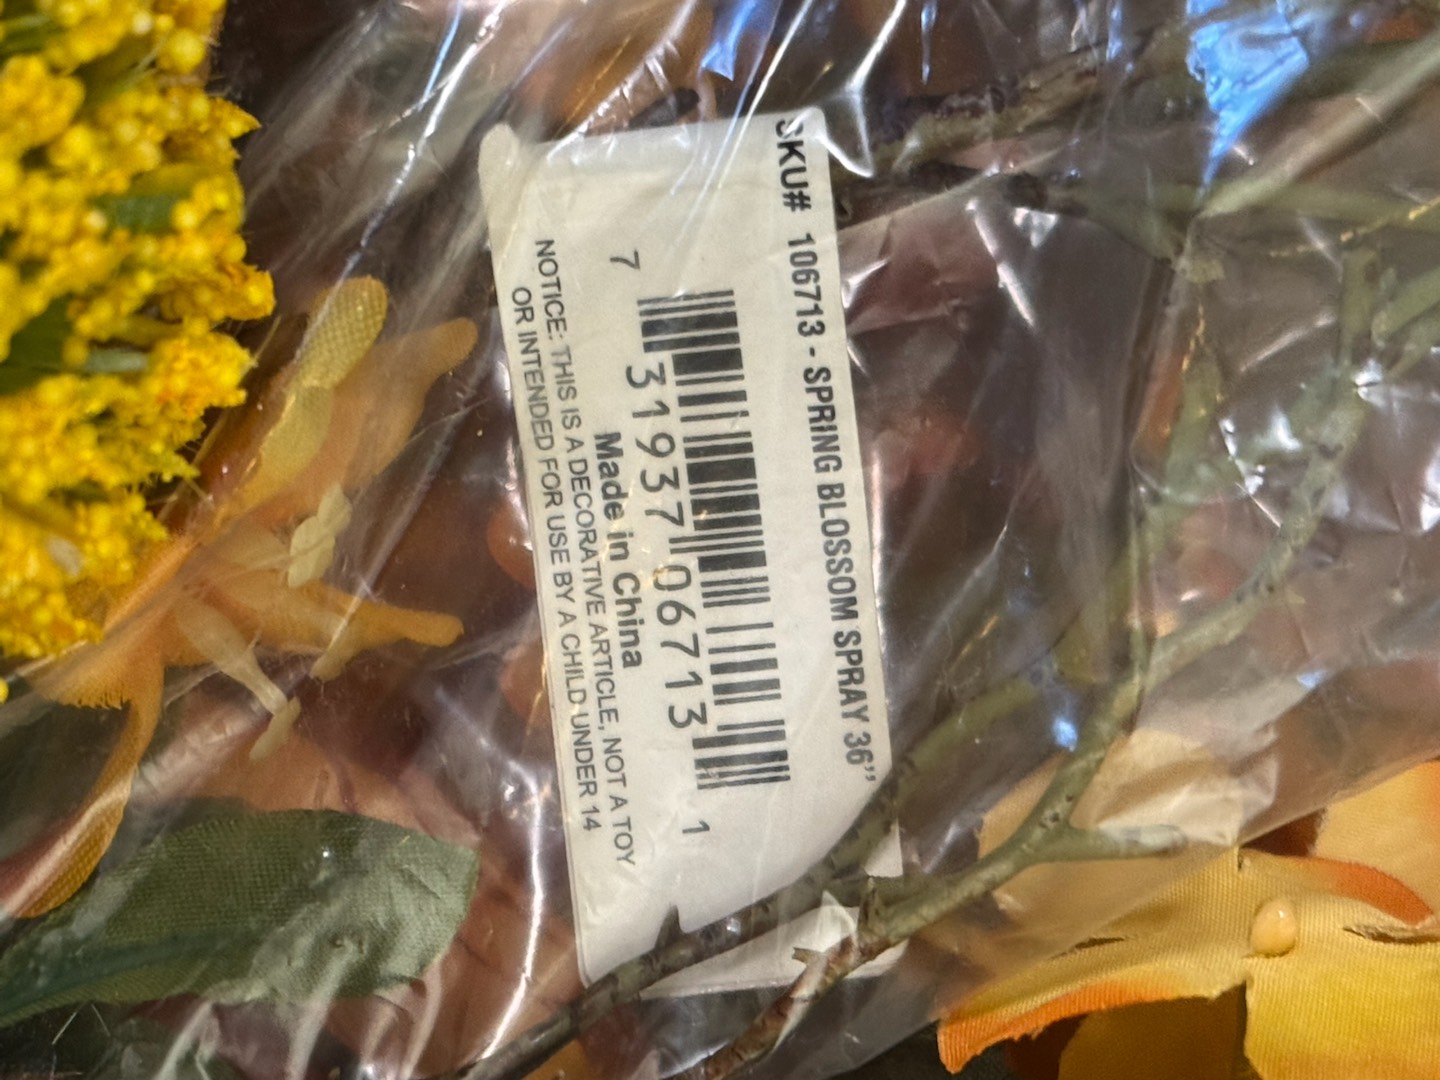 SKU# 106713 - SPRING BLOSSOM SPRAY 36”
7 31937 06713 1
Made in China
NOTICE: THIS IS A DECORATIVE ARTICLE, NOT A TOY
OR INTENDED FOR USE BY A CHILD UNDER 14